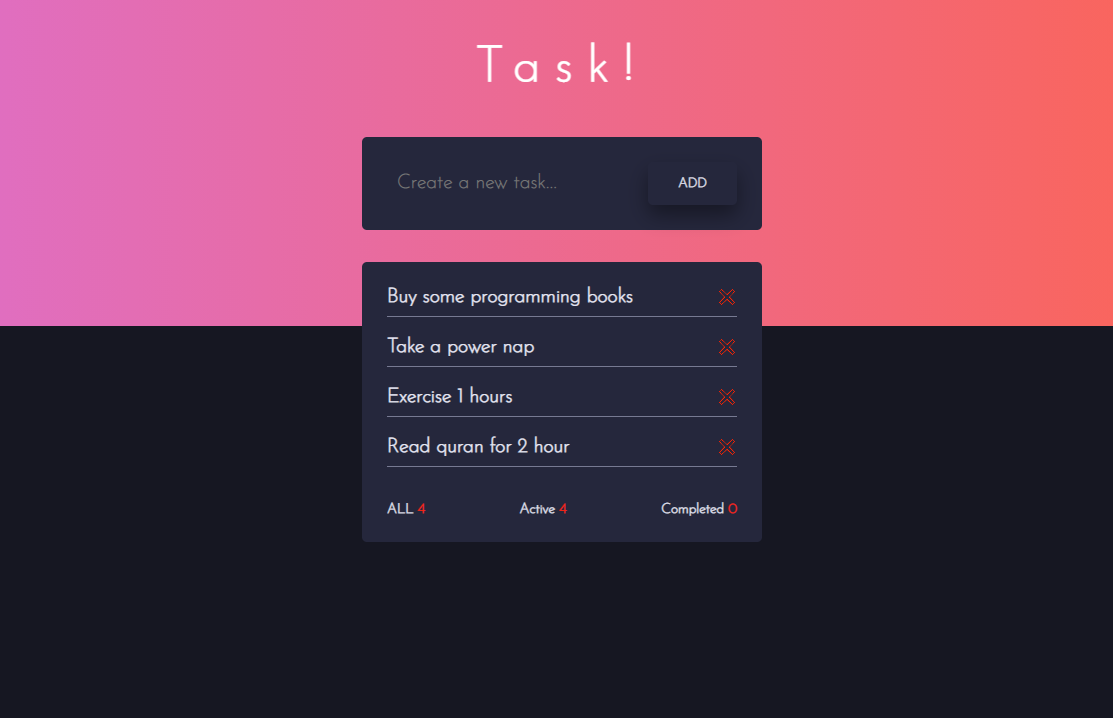 Task!
Create a new task...
ADD
Buy some programming books
Take a power nap
Exercise 1 hours
Read quran for 2 hour
ALL 4 Active 4 Completed 0